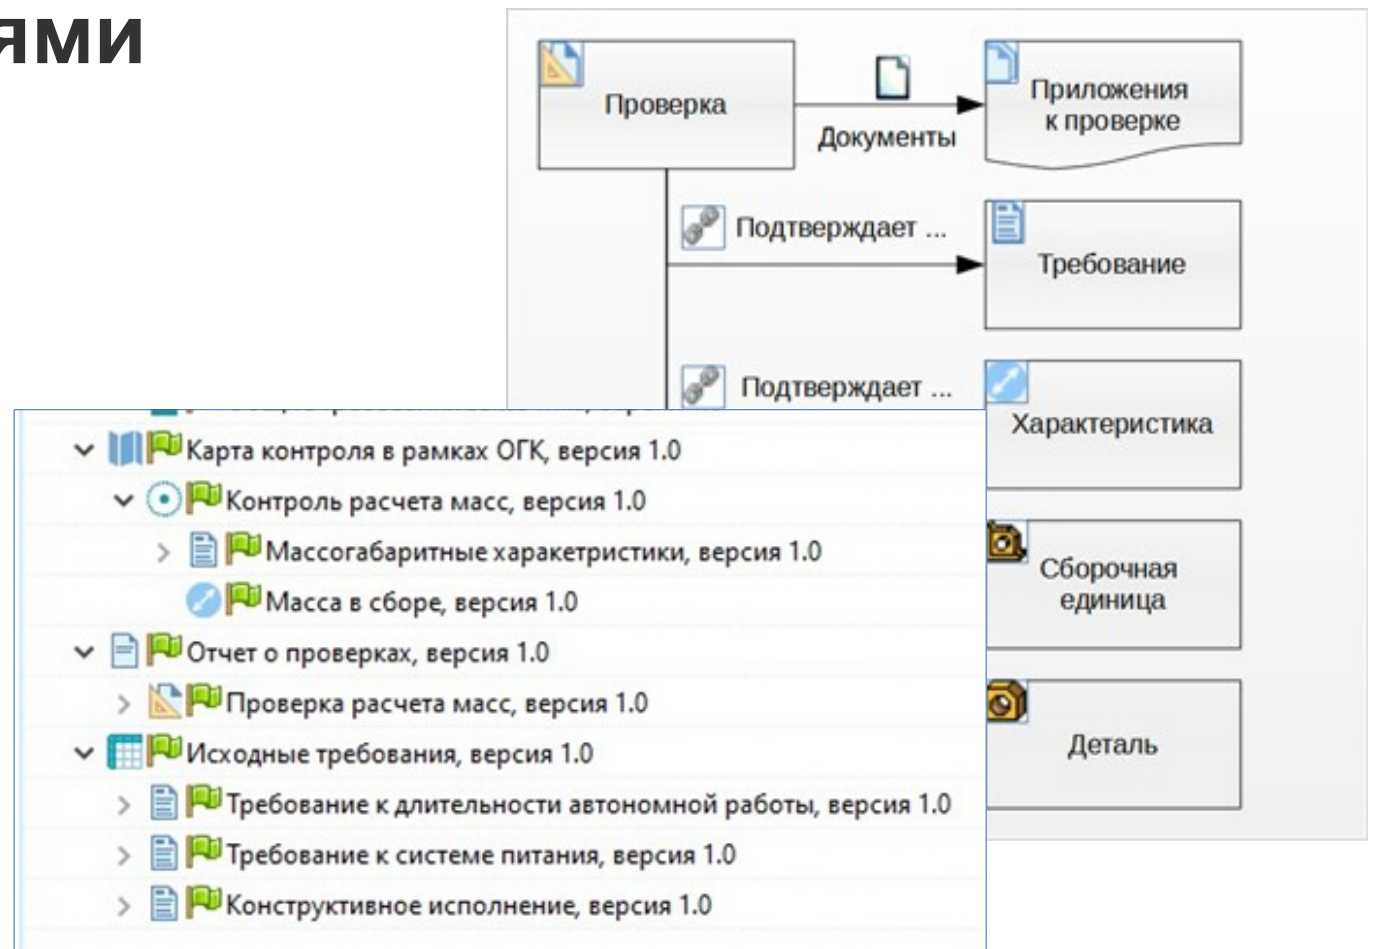 ями
Проверка
Документы
Приложения
к проверке
Подтверждает ...
Требование
Подтверждает ...
Характеристика
Сборочная
единица
Деталь
Карта контроля в рамках ОГК, версия 1.0
Контроль расчета масс, версия 1.0
Массогабаритные харакетристики, версия 1.0
Масса в сборе, версия 1.0
Отчет о проверках, версия 1.0
Проверка расчета масс, версия 1.0
Исходные требования, версия 1.0
Требование к длительности автономной работы, версия 1.0
Требование к системе питания, версия 1.0
Конструктивное исполнение, версия 1.0